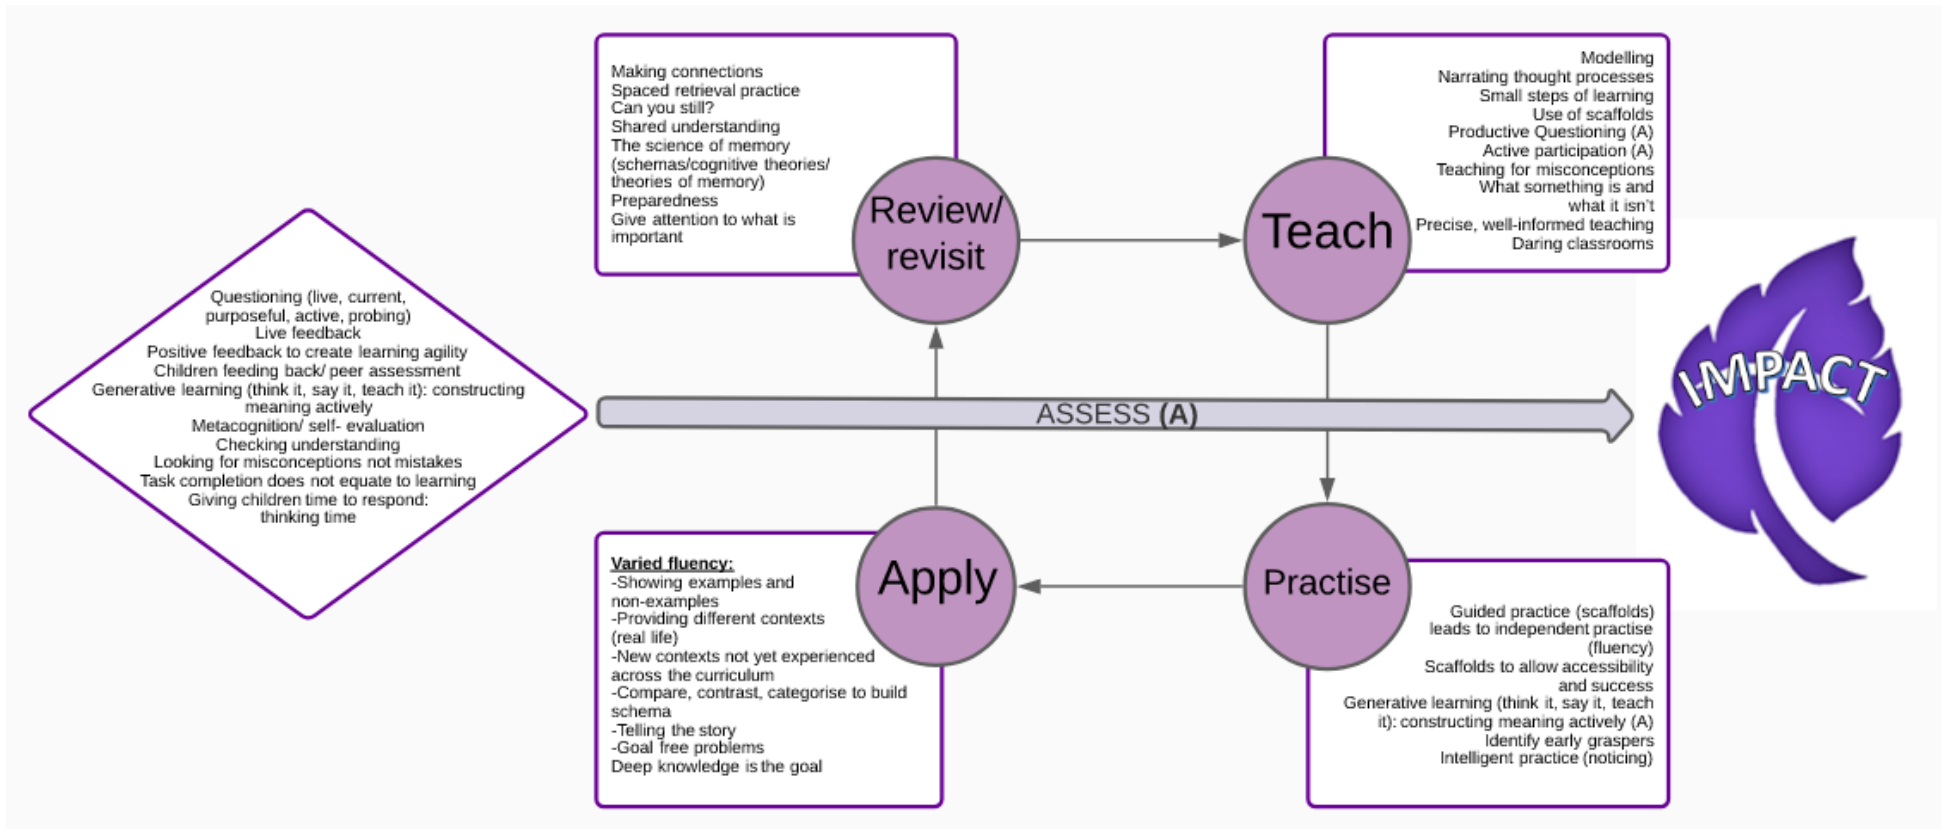 Making connections
Spaced retrieval practice
Can you still?
Shared understanding
The science of memory
(schemas/cognitive theories/
theories of memory)
Preparedness
Give attention to what is
important
Review/
revisit
Modelling
Narrating thought processes
Small steps of learning
Use of scaffolds
Productive Questioning (A)
Active participation (A)
Teaching for misconceptions
What something is and
what it isn't
Precise, well-informed teaching
Daring classrooms
Teach
Questioning (live, current,
purposeful, active, probing)
Live feedback
Positive feedback to create learning agility
Children feeding back/ peer assessment
Generative learning (think it, say it, teach it): constructing
meaning actively
Metacognition/ self- evaluation
Checking understanding
Looking for misconceptions not mistakes
Task completion does not equate to learning
Giving children time to respond:
thinking time
ASSESS (A)
IMPACT
Varied fluency:
-Showing examples and
non-examples
-Providing different contexts
(real life)
-New contexts not yet experienced
across the curriculum
-Compare, contrast, categorise to build
schema
-Telling the story
-Goal free problems
Deep knowledge is the goal
Apply
Practise
Guided practice (scaffolds)
leads to independent practise
(fluency)
Scaffolds to allow accessibility
and success
Generative learning (think it, say it, teach
it): constructing meaning actively (A)
Identify early graspers
Intelligent practice (noticing)